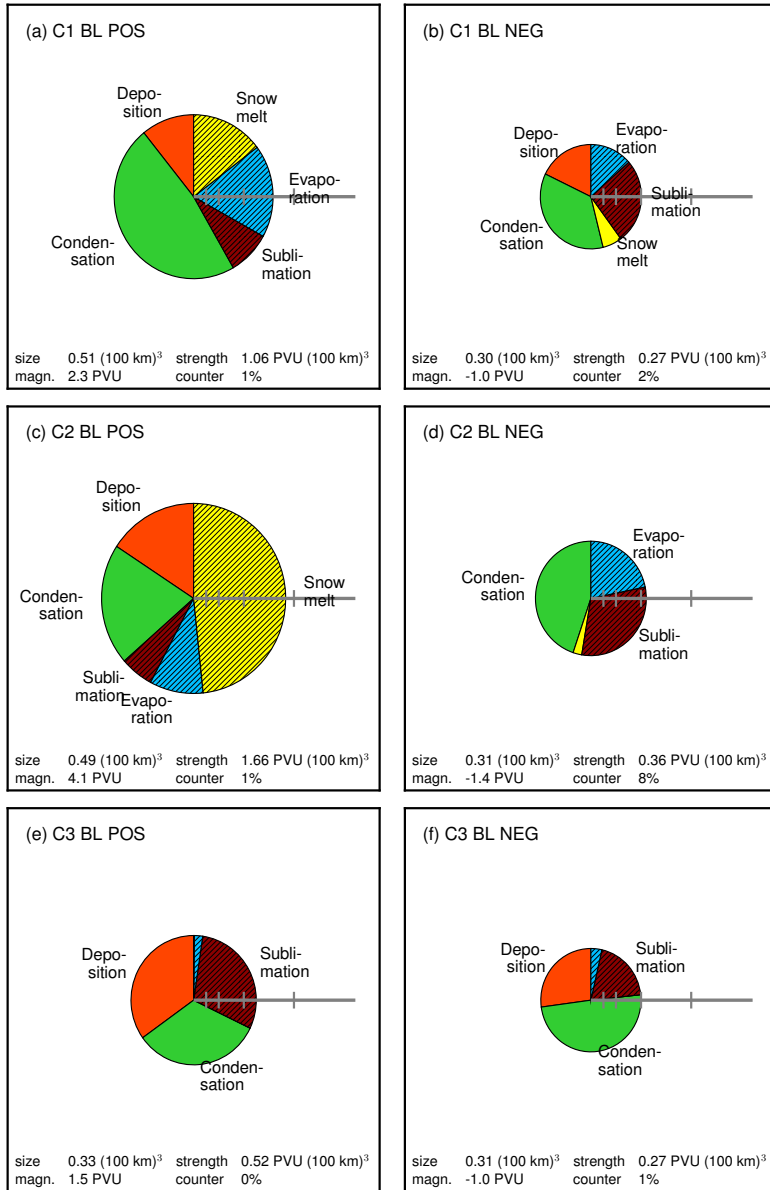 (a) C1 BL POS
Depo-
sition
Snow
melt
Evapo-
ration
Conden-
sation
Subli-
mation
size 0.51 (100 km)³ strength 1.06 PVU (100 km)³
magn. 2.3 PVU counter 1%
(b) C1 BL NEG
Depo-
sition
Evapo-
ration
Subli-
mation
Conden-
sation
Snow
melt
size 0.30 (100 km)³ strength 0.27 PVU (100 km)³
magn. -1.0 PVU counter 2%
(c) C2 BL POS
Depo-
sition
Snow
melt
Conden-
sation
Subli-
mation
Evapo-
ration
size 0.49 (100 km)³ strength 1.66 PVU (100 km)³
magn. 4.1 PVU counter 1%
(d) C2 BL NEG
Evapo-
ration
Conden-
sation
Subli-
mation
size 0.31 (100 km)³ strength 0.36 PVU (100 km)³
magn. -1.4 PVU counter 8%
(e) C3 BL POS
Depo-
sition
Subli-
mation
Conden-
sation
size 0.33 (100 km)³ strength 0.52 PVU (100 km)³
magn. 1.5 PVU counter 0%
(f) C3 BL NEG
Depo-
sition
Subli-
mation
Conden-
sation
size 0.31 (100 km)³ strength 0.27 PVU (100 km)³
magn. -1.0 PVU counter 1%